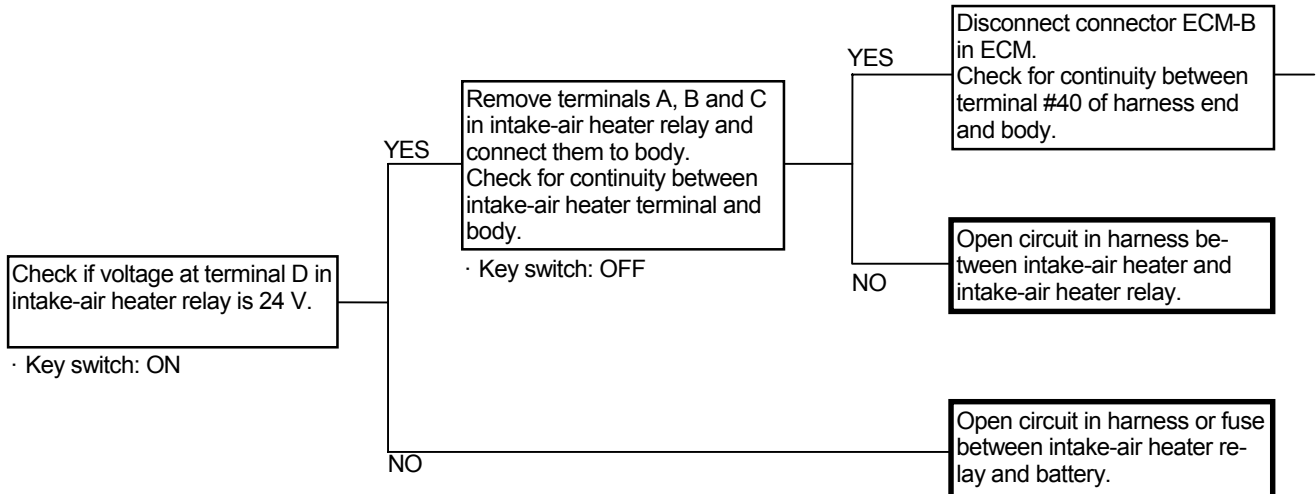 Disconnect connector ECM-B
in ECM.
Check for continuity between
terminal #40 of harness end
and body.
YES
Remove terminals A, B and C
in intake-air heater relay and
connect them to body.
Check for continuity between
intake-air heater terminal and
body.
· Key switch: OFF
YES
Open circuit in harness be-
tween intake-air heater and
intake-air heater relay.
NO
Check if voltage at terminal D in
intake-air heater relay is 24 V.
· Key switch: ON
Open circuit in harness or fuse
between intake-air heater re-
lay and battery.
NO